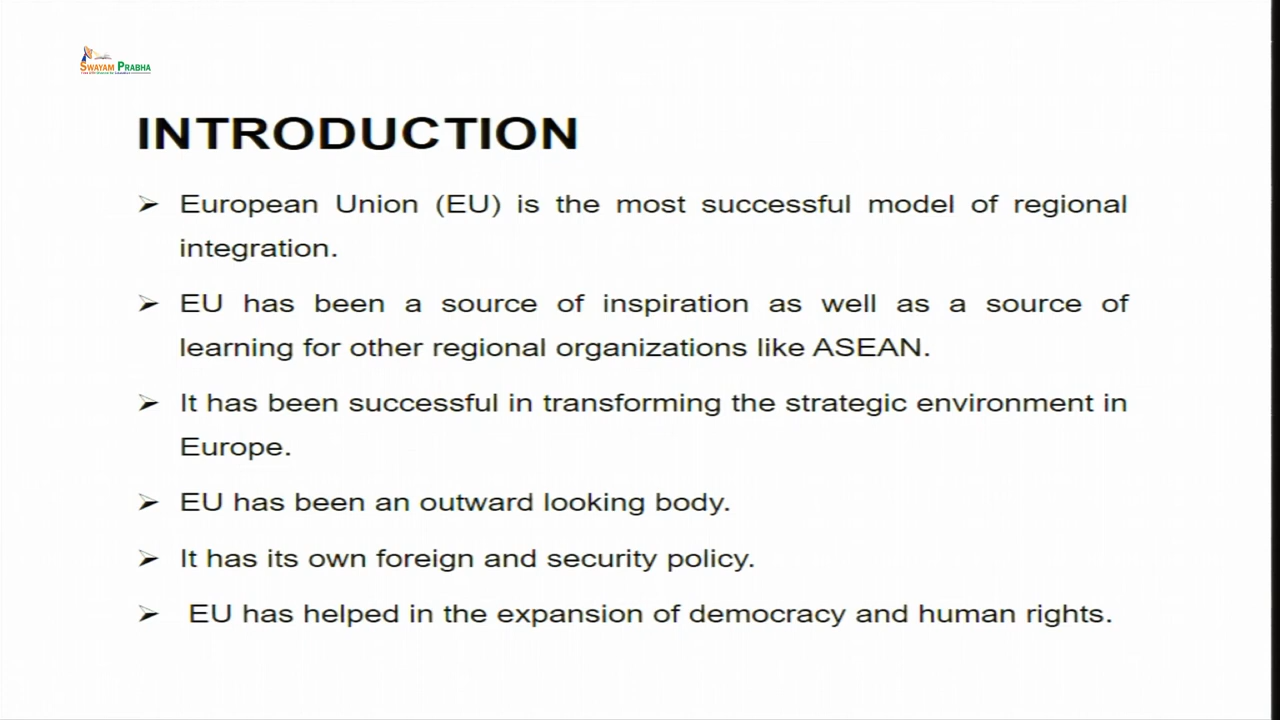 SWAYAM PRABHA
INTRODUCTION
➢ European Union (EU) is the most successful model of regional
integration.
➢ EU has been a source of inspiration as well as a source of
learning for other regional organizations like ASEAN.
➢ It has been successful in transforming the strategic environment in
Europe.
➢ EU has been an outward looking body.
➢ It has its own foreign and security policy.
➢ EU has helped in the expansion of democracy and human rights.